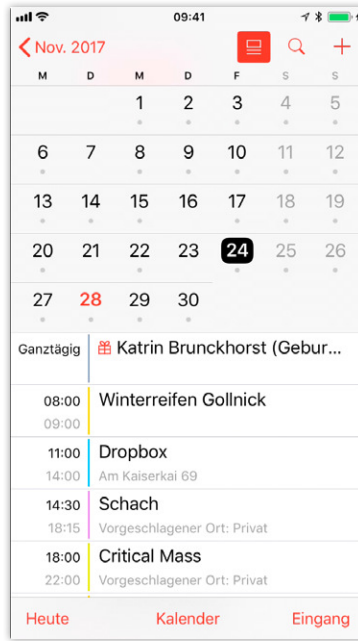 09:41
Nov. 2017
M D M D F S S
1 2 3 4 5
6 7 8 9 10 11 12
13 14 15 16 17 18 19
20 21 22 23 24 25 26
27 28 29 30
Ganztägig Katrin Brunckhorst (Gebur...
08:00 Winterreifen Gollnick
09:00
11:00 Dropbox
14:00 Am Kaiserkai 69
14:30 Schach
18:15 Vorgeschlagener Ort: Privat
18:00 Critical Mass
22:00 Vorgeschlagener Ort: Privat
Heute Kalender Eingang